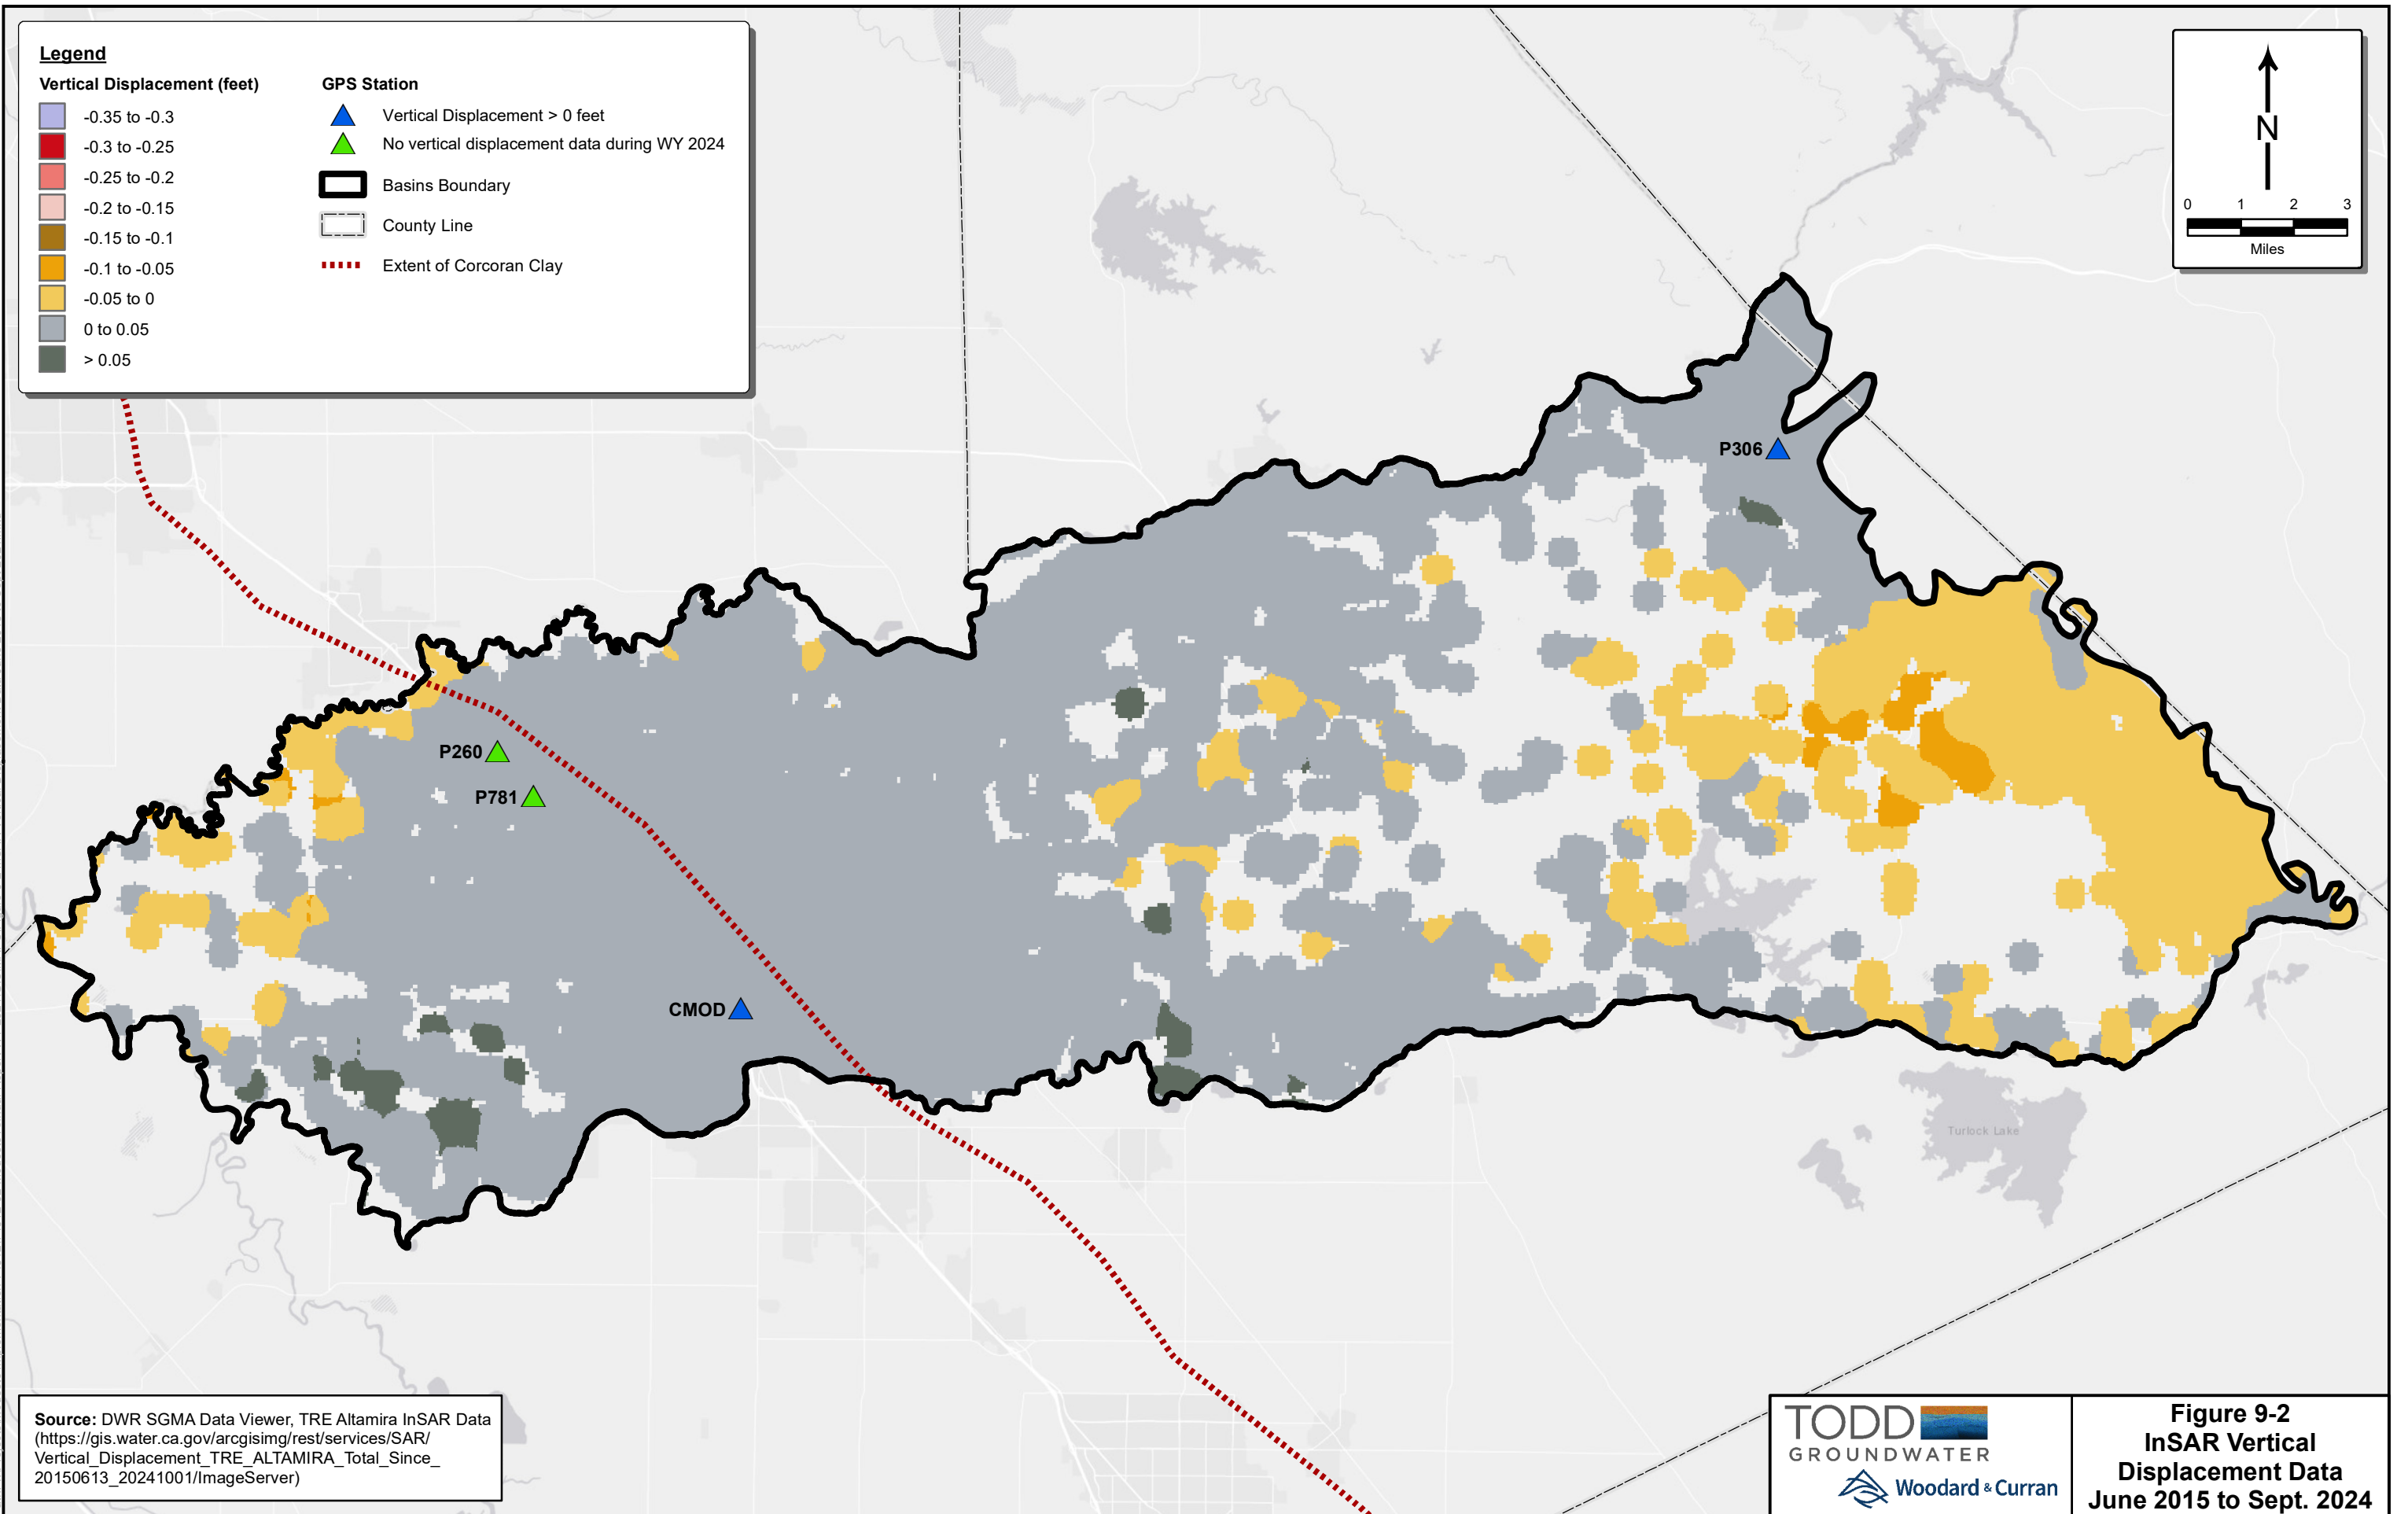 Legend
Vertical Displacement (feet)
-0.35 to -0.3
-0.3 to -0.25
-0.25 to -0.2
-0.2 to -0.15
-0.15 to -0.1
-0.1 to -0.05
-0.05 to 0
0 to 0.05
> 0.05
GPS Station
Vertical Displacement > 0 feet
No vertical displacement data during WY 2024
Basins Boundary
County Line
Extent of Corcoran Clay
N
0 1 2 3
Miles
P306
P260
P781
CMOD
Turlock Lake
Source: DWR SGMA Data Viewer, TRE Altamira InSAR Data
(https://gis.water.ca.gov/arcgisimg/rest/services/SAR/
Vertical_Displacement_TRE_ALTAMIRA_Total_Since_
20150613_20241001/ImageServer)
TODD
GROUNDWATER
Woodard & Curran
Figure 9-2
InSAR Vertical
Displacement Data
June 2015 to Sept. 2024